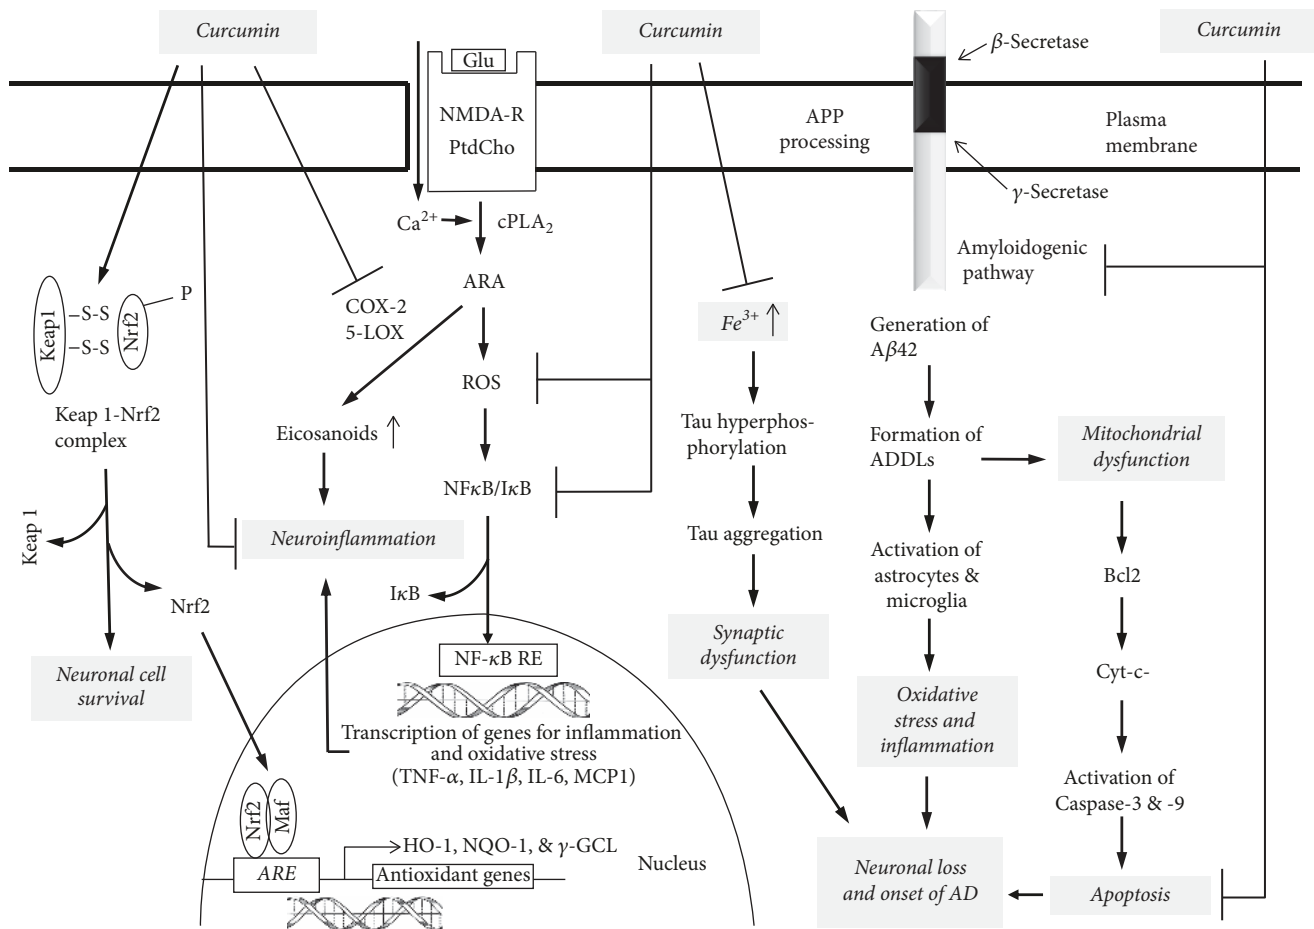 Curcumin
Curcumin
Curcumin
Glu
NMDA-R
PtdCho
β-Secretase
APP
processing
Plasma
membrane
γ-Secretase
Ca²⁺
cPLA₂
Amyloidogenic
pathway
ARA
COX-2
5-LOX
Keap1
–S-S
–S-S
Nrf2
P
Fe³⁺
Generation of
Aβ42
ROS
Keap 1-Nrf2
complex
Eicosanoids
Tau hyperphos-
phorylation
Formation of
ADDLs
Mitochondrial
dysfunction
NFκB/IκB
Keap 1
Neuroinflammation
Tau aggregation
Activation of
astrocytes &
microglia
Bcl2
Nrf2
IκB
Neuronal cell
survival
NF-κB RE
Synaptic
dysfunction
Cyt-c-
Oxidative
stress and
inflammation
Transcription of genes for inflammation
and oxidative stress
(TNF-α, IL-1β, IL-6, MCP1)
Activation of
Caspase-3 & -9
Nrf2
Maf
HO-1, NQO-1, & γ-GCL
Nucleus
ARE
Antioxidant genes
Neuronal loss
and onset of AD
Apoptosis